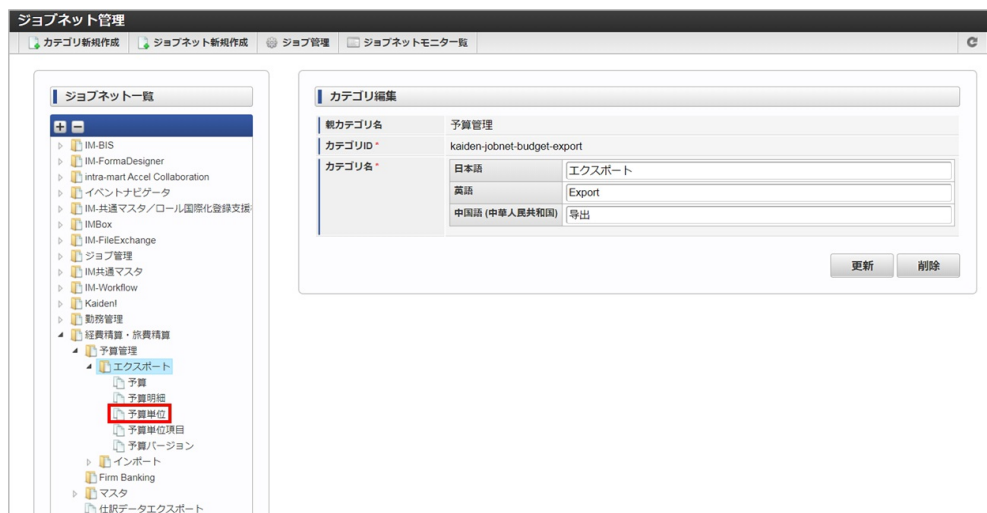 ジョブネット管理
カテゴリ新規作成 ジョブネット新規作成 ジョブ管理 ジョブネットモニタ一覧
ジョブネット一覧
IM-BIS
IM-FormaDesigner
intra-mart Accel Collaboration
イベントナビゲータ
IM-共通マスタ／ロール国際化登録支援
IMBox
IM-FileExchange
ジョブ管理
IM共通マスタ
IM-Workflow
Kaiden!
勤務管理
経費精算・旅費精算
予算管理
エクスポート
予算
予算明細
予算単位
予算単位項目
予算バージョン
インポート
Firm Banking
マスタ
仕訳データエクスポート
カテゴリ編集
親カテゴリ名 予算管理
カテゴリID * kaiden-jobnet-budget-export
カテゴリ名 *
日本語 エクスポート
英語 Export
中国語 (中華人民共和国) 导出
更新 削除